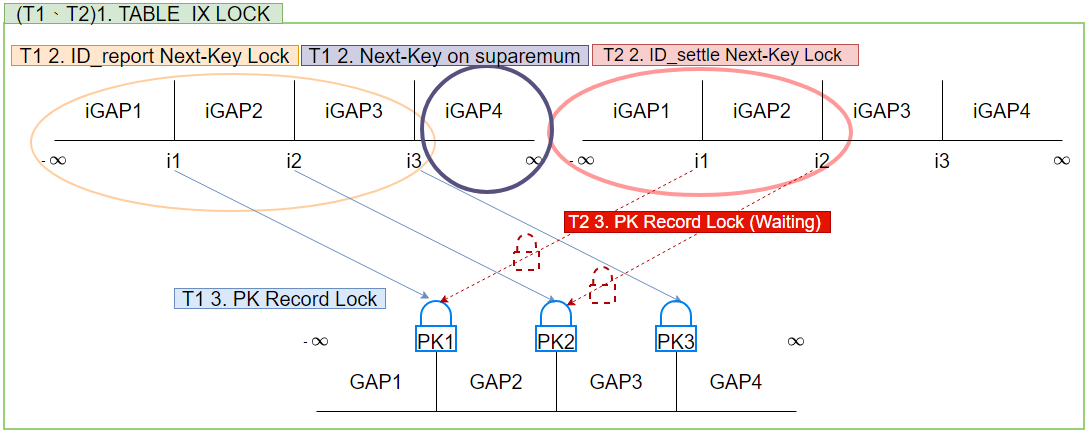 (T1、T2)1. TABLE IX LOCK
T1 2. ID_report Next-Key Lock
T1 2. Next-Key on suparemum
T2 2. ID_settle Next-Key Lock
iGAP1 iGAP2 iGAP3 iGAP4
iGAP1 iGAP2 iGAP3 iGAP4
- ∞ i1 i2 i3 ∞
- ∞ i1 i2 i3 ∞
T2 3. PK Record Lock (Waiting)
T1 3. PK Record Lock
- ∞ PK1 PK2 PK3 ∞
GAP1 GAP2 GAP3 GAP4